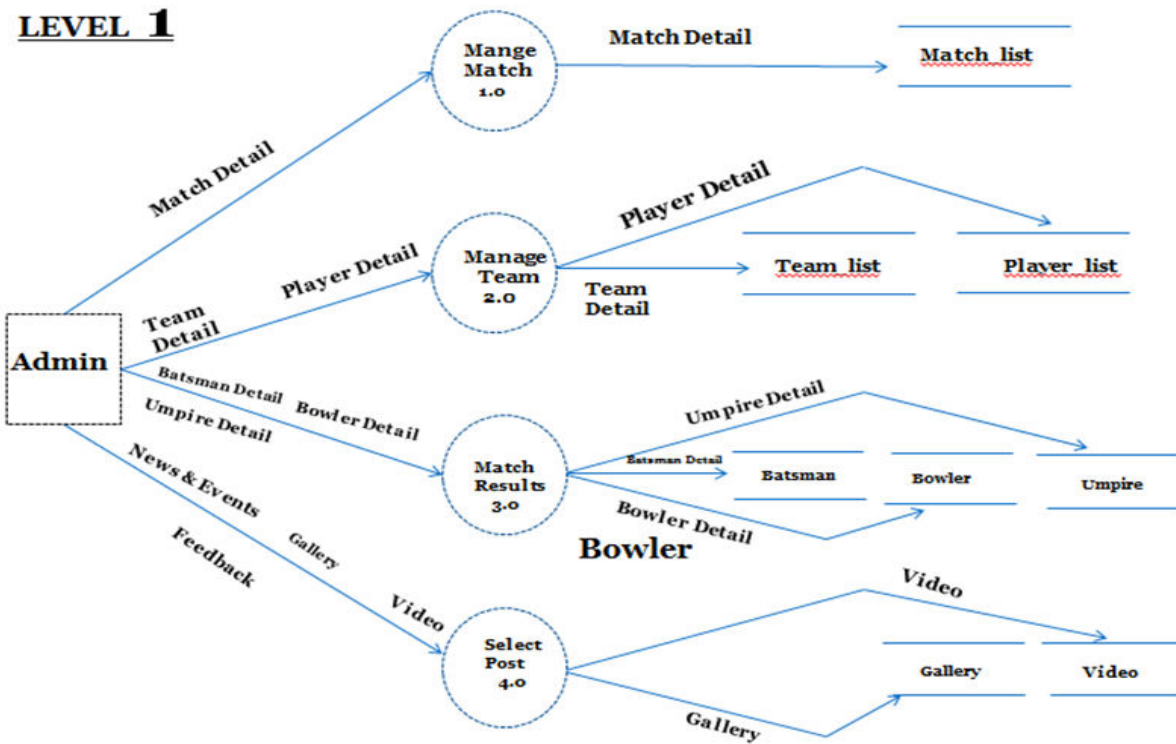 LEVEL 1
Mange
Match
1.0
Match Detail
Match_list
Match Detail
Player Detail
Manage
Team
2.0
Player Detail
Team
Detail
Team_list
Player_list
Team
Detail
Admin
Batsman Detail
Bowler Detail
Umpire Detail
Match
Results
3.0
Umpire Detail
Batsman Detail
Bowler Detail
Batsman
Bowler
Umpire
Bowler
News & Events
Gallery
Feedback
Video
Select
Post
4.0
Video
Gallery
Gallery
Video